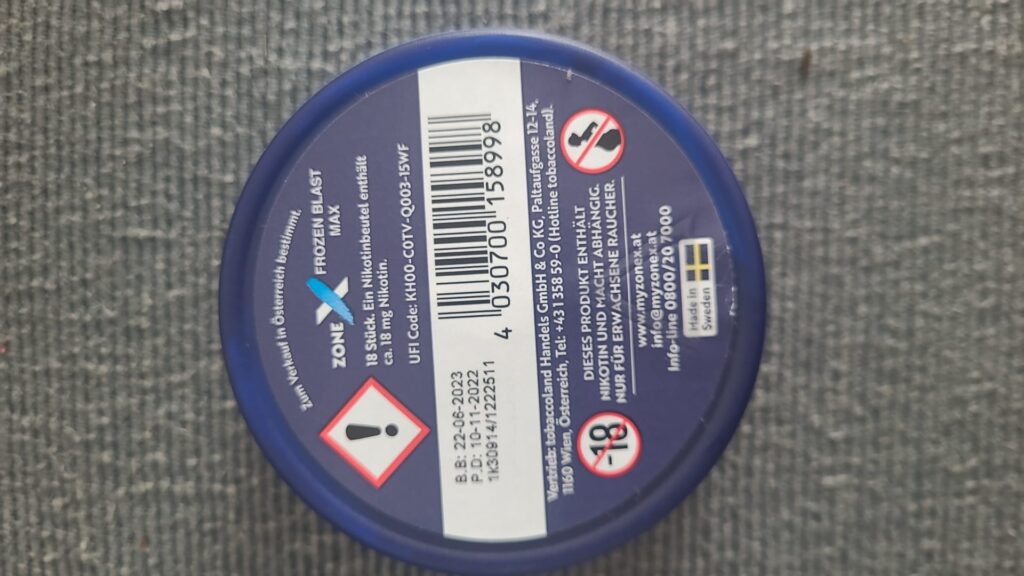 Zum Verkauf in Österreich bestimmt
ZONE X FROZEN BLAST
MAX
18 Stück. Ein Nikotinbeutel enthält
ca. 18 mg Nikotin.
UFI Code: KH00-C0TV-Q003-15WF
B.B: 22-06-2023
P.D: 10-11-2022
1k30914/1222511
4 030700 158998
Vertrieb: tobaccoland Handels GmbH & Co KG, Paltaufgasse 12-14,
1160 Wien, Österreich, Tel: +43 1 358 59-0 (Hotline tobaccoland).
-18
DIESES PRODUKT ENTHÄLT
NIKOTIN UND MACHT ABHÄNGIG.
NUR FÜR ERWACHSENE RAUCHER.
www.myzonex.at
info@myzonex.at
Info-line 0800/20 7000
Made in
Sweden